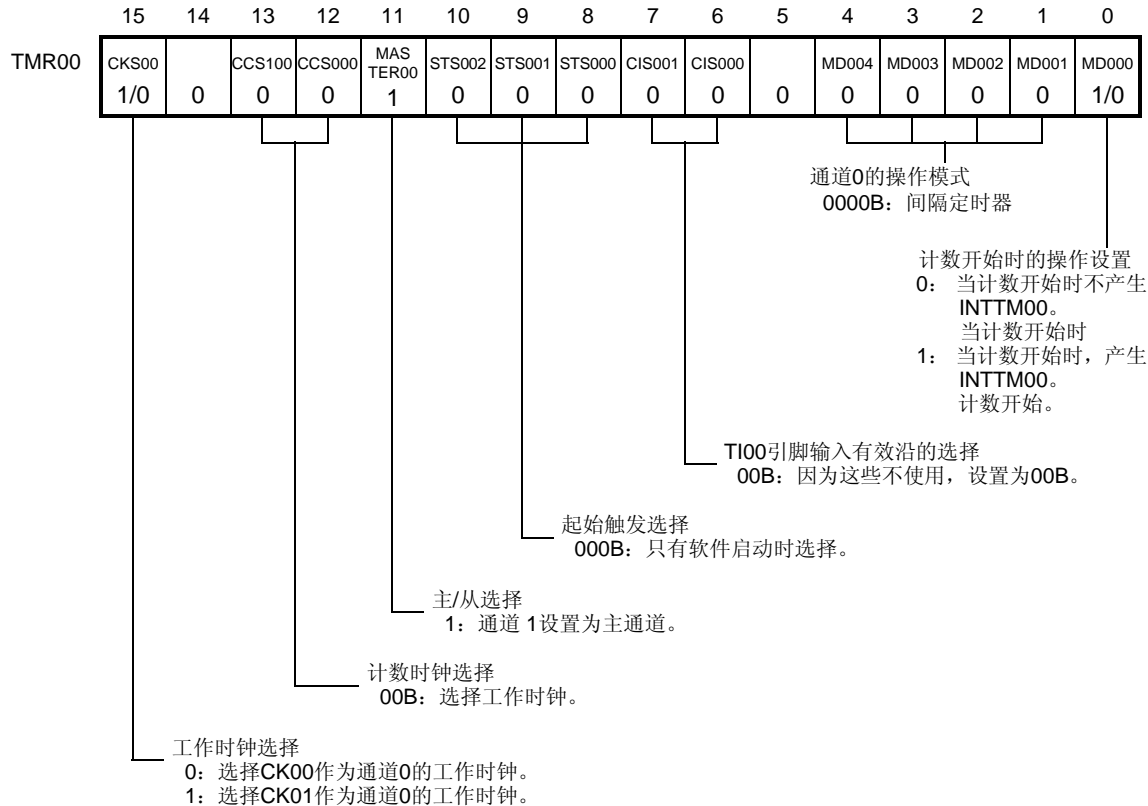 15 14 13 12 11 10 9 8 7 6 5 4 3 2 1 0
TMR00
CKS00 CCS100 CCS000 MAS TER00 STS002 STS001 STS000 CIS001 CIS000 MD004 MD003 MD002 MD001 MD000
1/0 0 0 0 1 0 0 0 0 0 0 0 0 0 0 1/0
通道0的操作模式
0000B：间隔定时器
计数开始时的操作设置
0： 当计数开始时不产生
INTTM00。
当计数开始时
1： 当计数开始时，产生
INTTM00。
计数开始。
TI00引脚输入有效沿的选择
00B：因为这些不使用，设置为00B。
起始触发选择
000B：只有软件启动时选择。
主/从选择
1：通道 1设置为主通道。
计数时钟选择
00B：选择工作时钟。
工作时钟选择
0：选择CK00作为通道0的工作时钟。
1：选择CK01作为通道0的工作时钟。